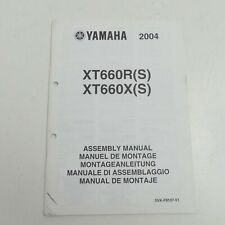 YAMAHA 2004
XT660R(S)
XT660X(S)
ASSEMBLY MANUAL
MANUEL DE MONTAGE
MONTAGEANLEITUNG
MANUALE DI ASSEMBLAGGIO
MANUAL DE MONTAJE